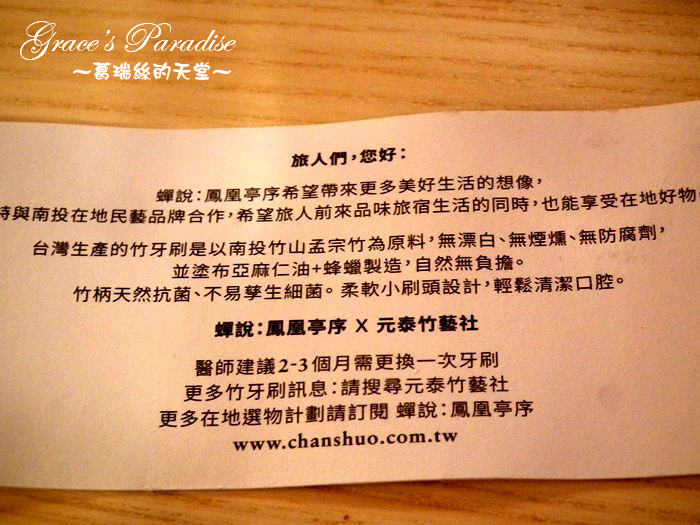 Grace's Paradise
～葛瑞絲的天堂～
旅人們，您好：
蟬說：鳳凰亭序希望帶來更多美好生活的想像，
特與南投在地民藝品牌合作，希望旅人前來品味旅宿生活的同時，也能享受在地好物
台灣生產的竹牙刷是以南投竹山孟宗竹為原料，無漂白、無煙燻、無防腐劑，
並塗布亞麻仁油+蜂蠟製造，自然無負擔。
竹柄天然抗菌、不易孳生細菌。柔軟小刷頭設計，輕鬆清潔口腔。
蟬說：鳳凰亭序 X 元泰竹藝社
醫師建議2-3個月需更換一次牙刷
更多竹牙刷訊息：請搜尋元泰竹藝社
更多在地選物計劃請訂閱 蟬說：鳳凰亭序
www.chanshuo.com.tw